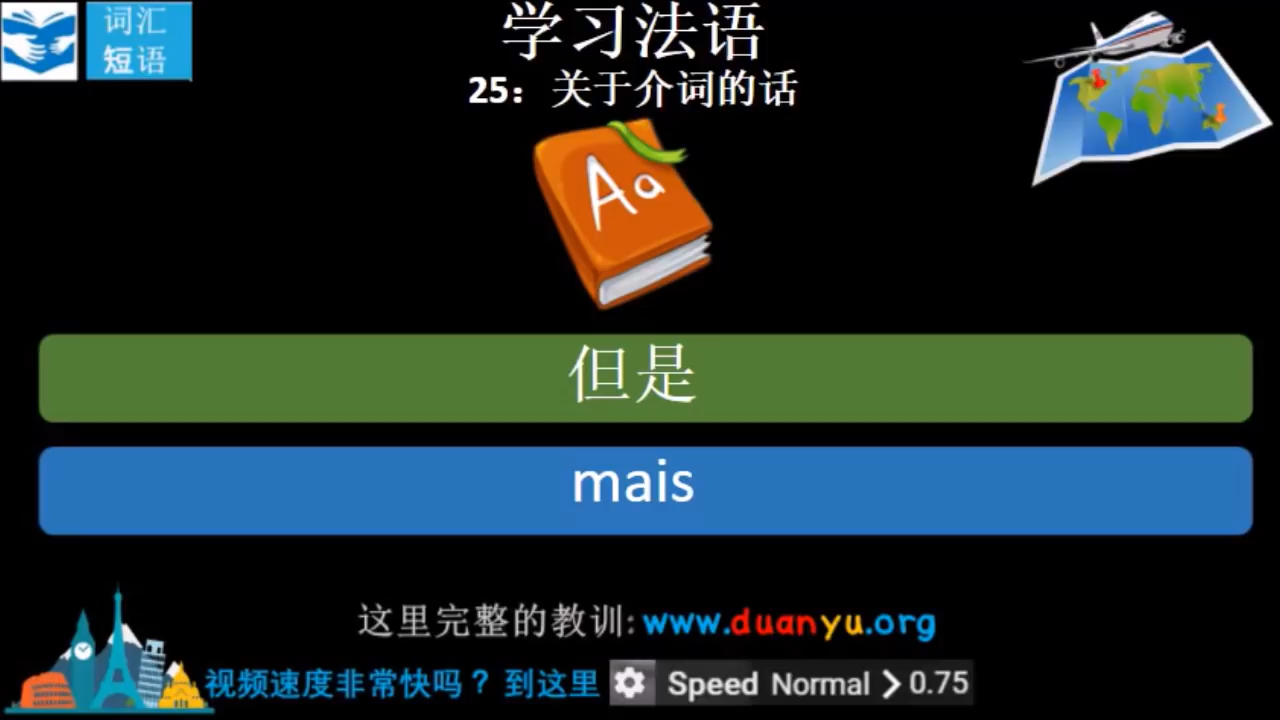 词汇
短语
学习法语
25：关于介词的话
Aa
但是
mais
这里完整的教训: www.duanyu.org
视频速度非常快吗？ 到这里 Speed Normal > 0.75